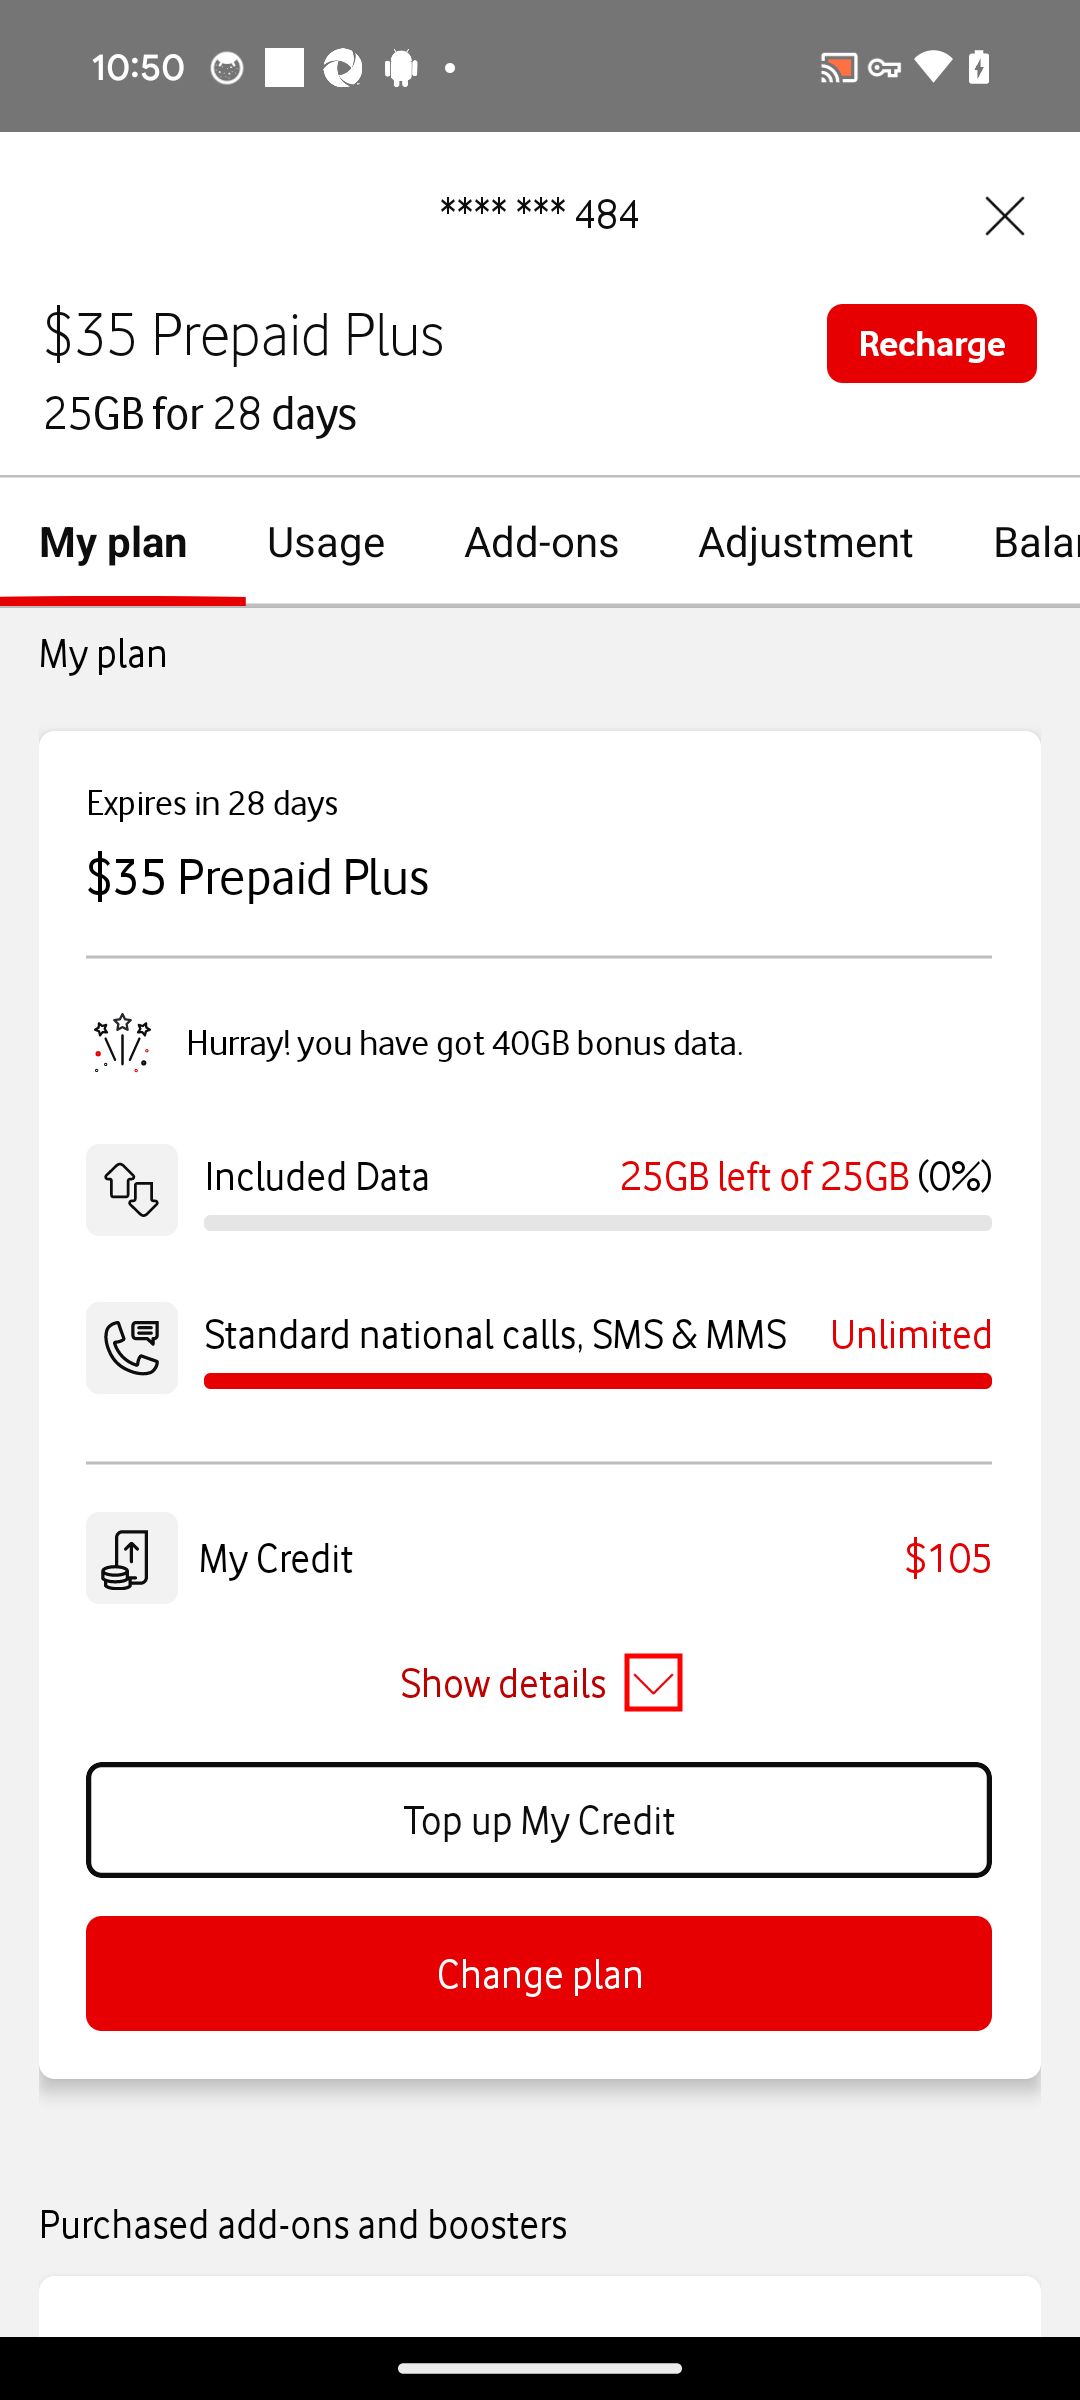 10:50
**** *** 484
$35 Prepaid Plus
Recharge
25GB for 28 days
My plan
Usage
Add-ons
Adjustment
Bala
My plan
Expires in 28 days
$35 Prepaid Plus
Hurray! you have got 40GB bonus data.
Included Data
25GB left of 25GB (0%)
Standard national calls, SMS & MMS
Unlimited
My Credit
$105
Show details
Top up My Credit
Change plan
Purchased add-ons and boosters